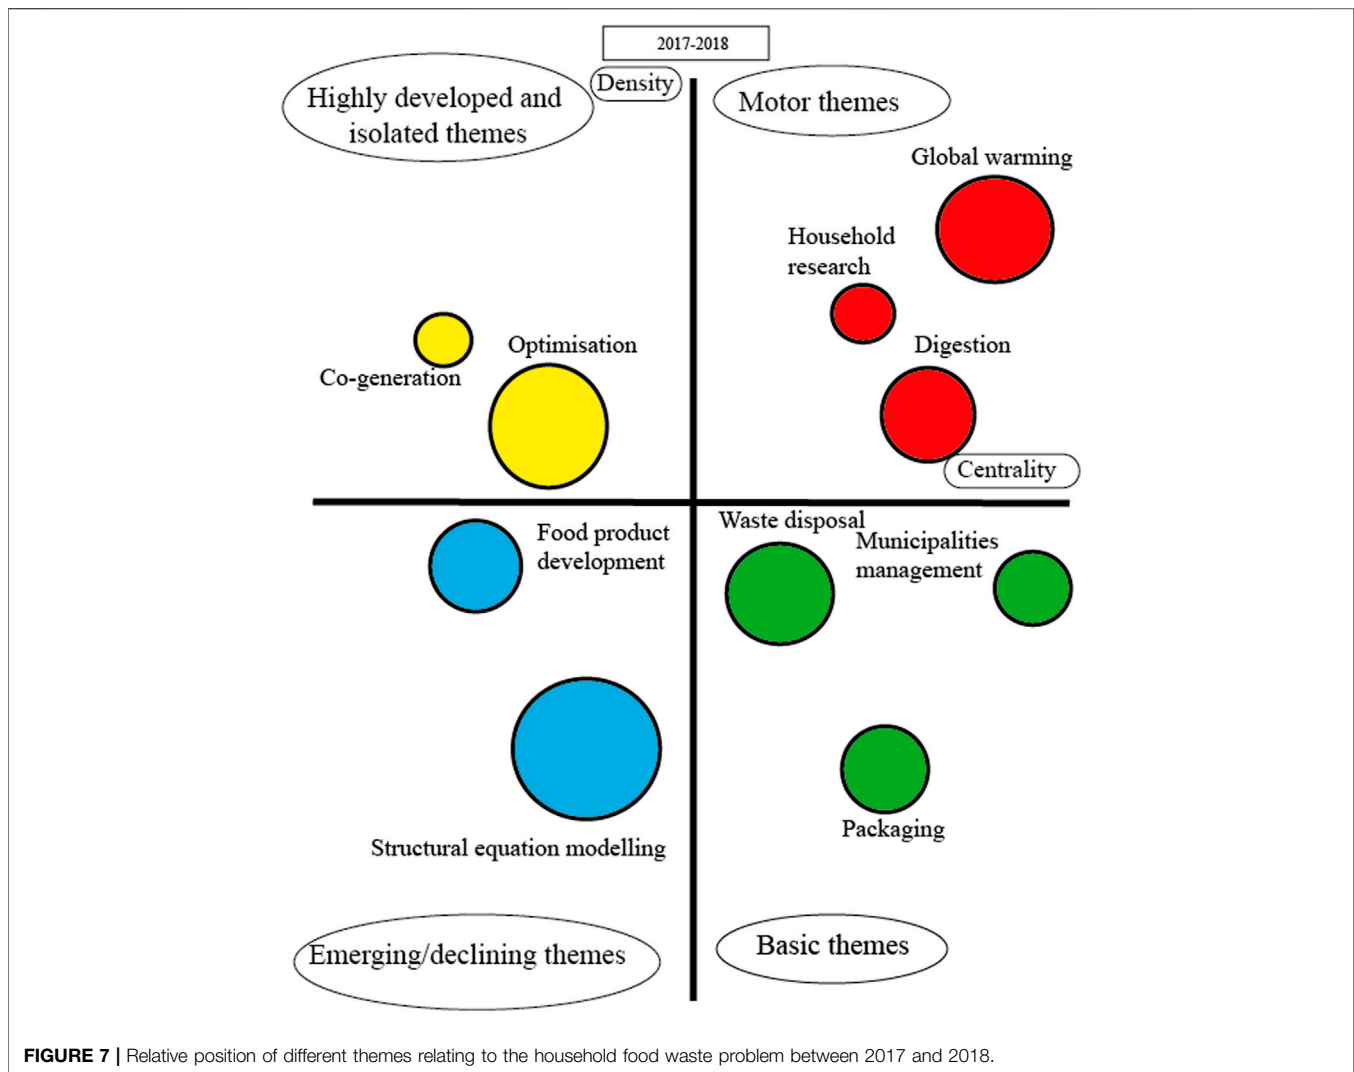 2017-2018
Density
Highly developed and
isolated themes
Motor themes
Global warming
Household
research
Digestion
Optimisation
Co-generation
Centrality
Waste disposal
Municipalities
management
Food product
development
Packaging
Structural equation modelling
Emerging/declining themes
Basic themes
FIGURE 7 | Relative position of different themes relating to the household food waste problem between 2017 and 2018.